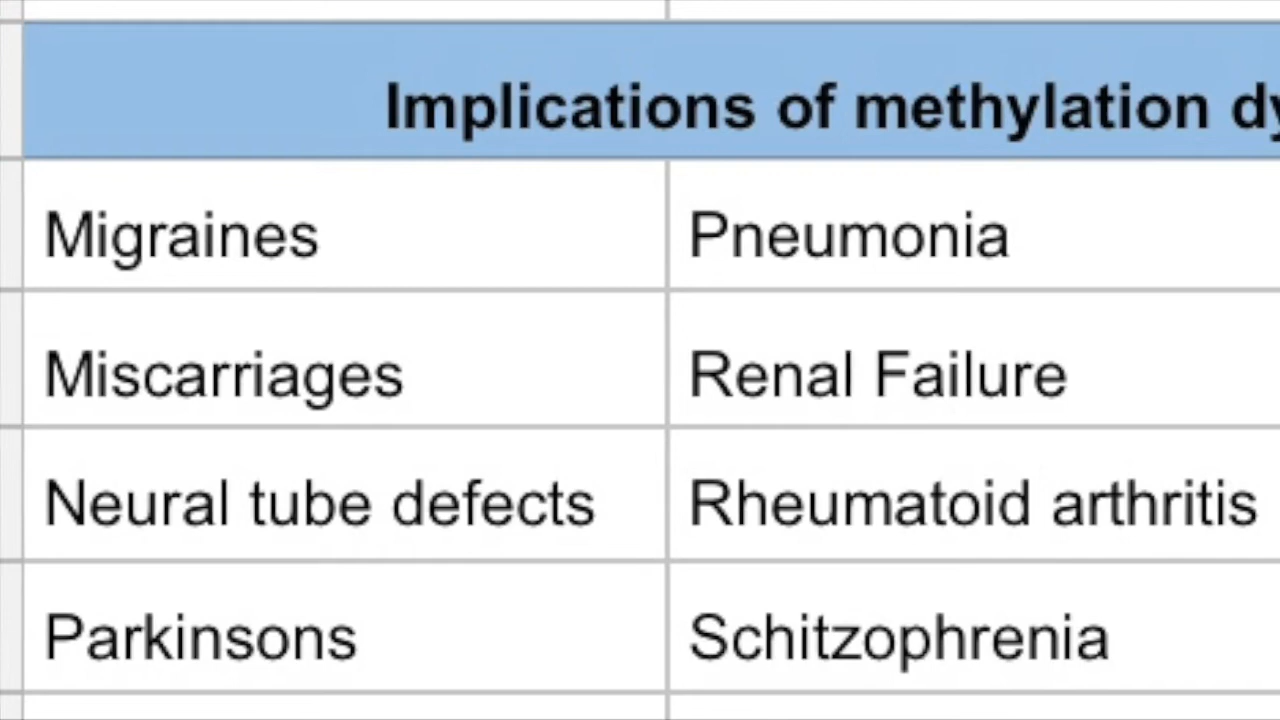 Implications of methylation
Migraines Pneumonia
Miscarriages Renal Failure
Neural tube defects Rheumatoid arthritis
Parkinsons Schitzophrenia